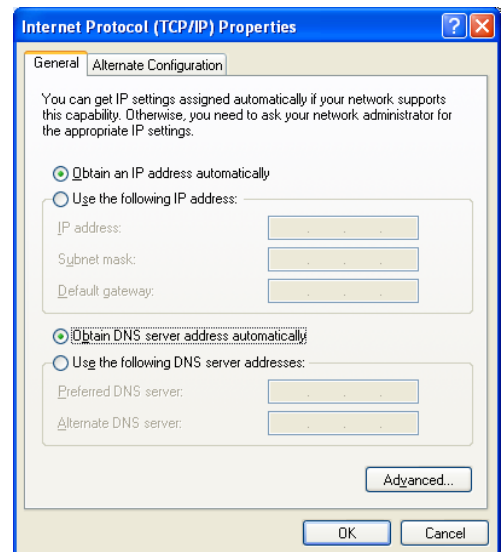 Internet Protocol (TCP/IP) Properties
General
Alternate Configuration
You can get IP settings assigned automatically if your network supports
this capability. Otherwise, you need to ask your network administrator for
the appropriate IP settings.
Obtain an IP address automatically
Use the following IP address:
IP address:
Subnet mask:
Default gateway:
Obtain DNS server address automatically
Use the following DNS server addresses:
Preferred DNS server:
Alternate DNS server:
Advanced...
OK
Cancel